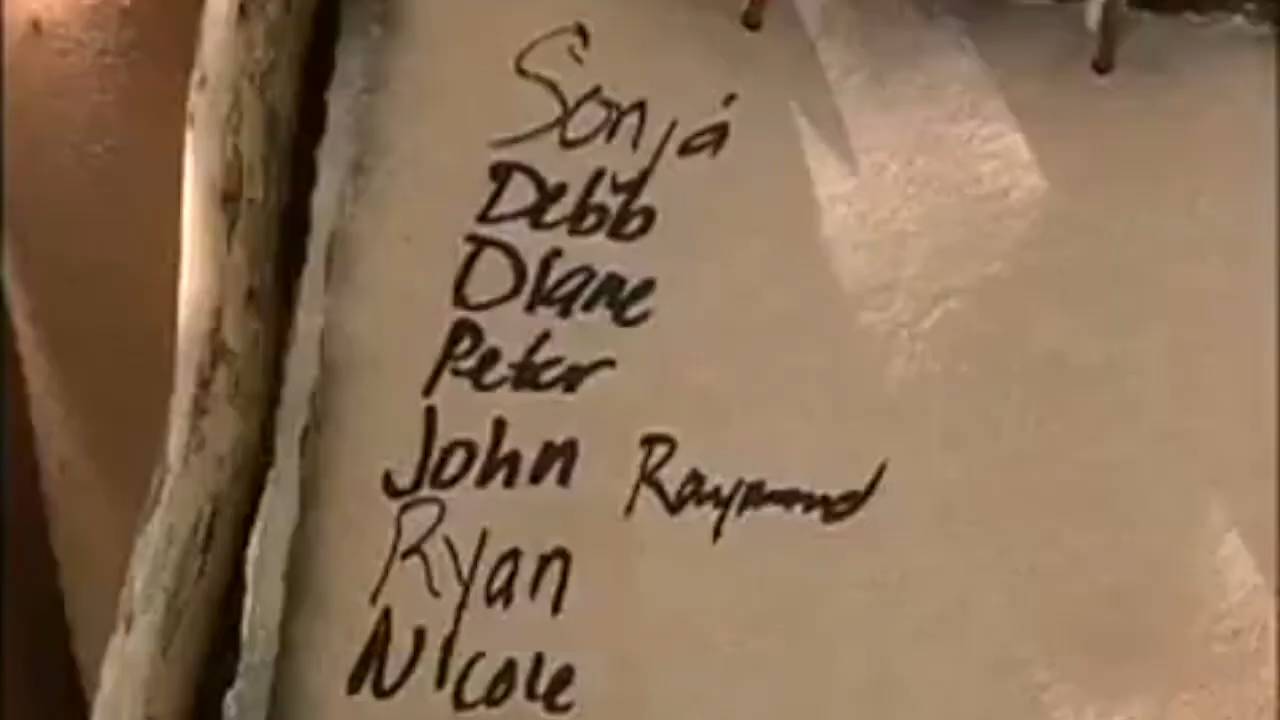 Sonja
Debb
Diane
Peter
John Raymond
Ryan
Nicole